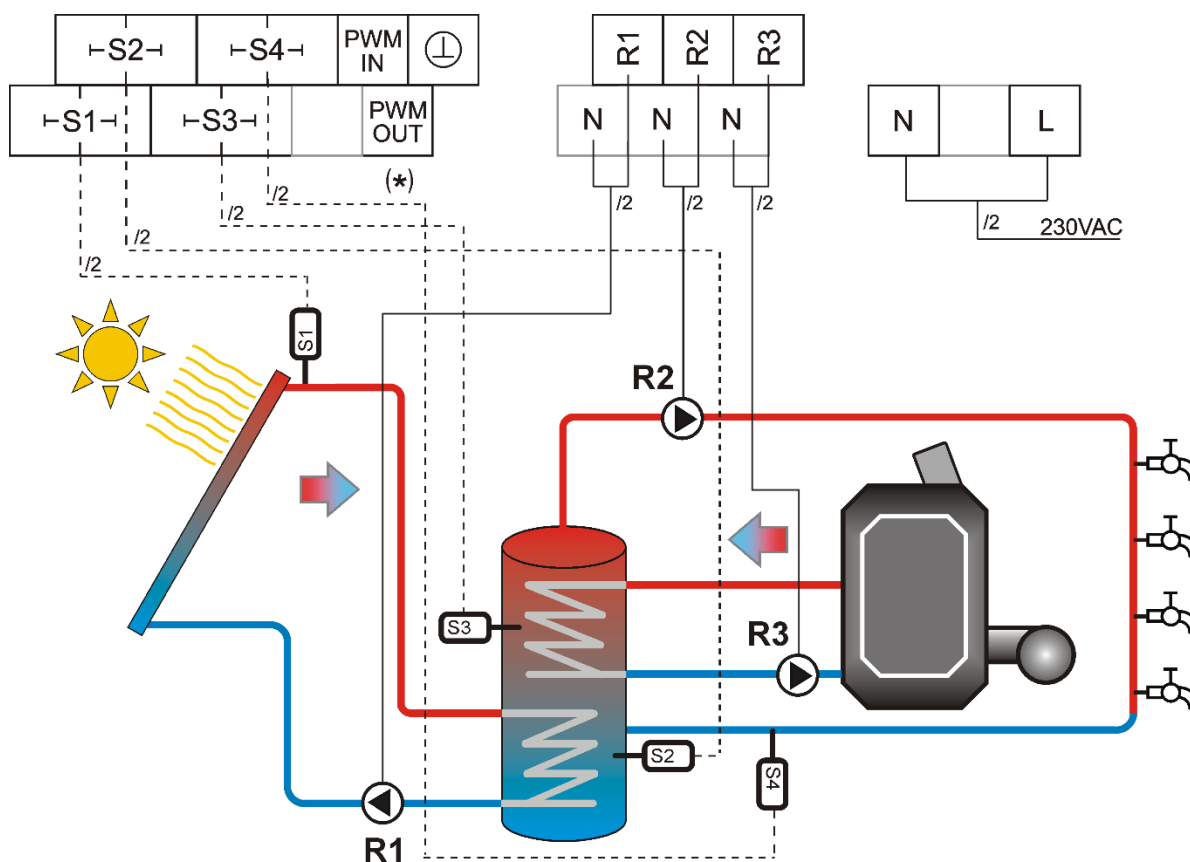 S2 S4 PWM IN
S1 S3 PWM OUT
(*)
R1 R2 R3
N N N
N L
/2
/2
/2
/2
/2
/2
/2
/2 230VAC
S1
R2
S3
R3
S2
S4
R1